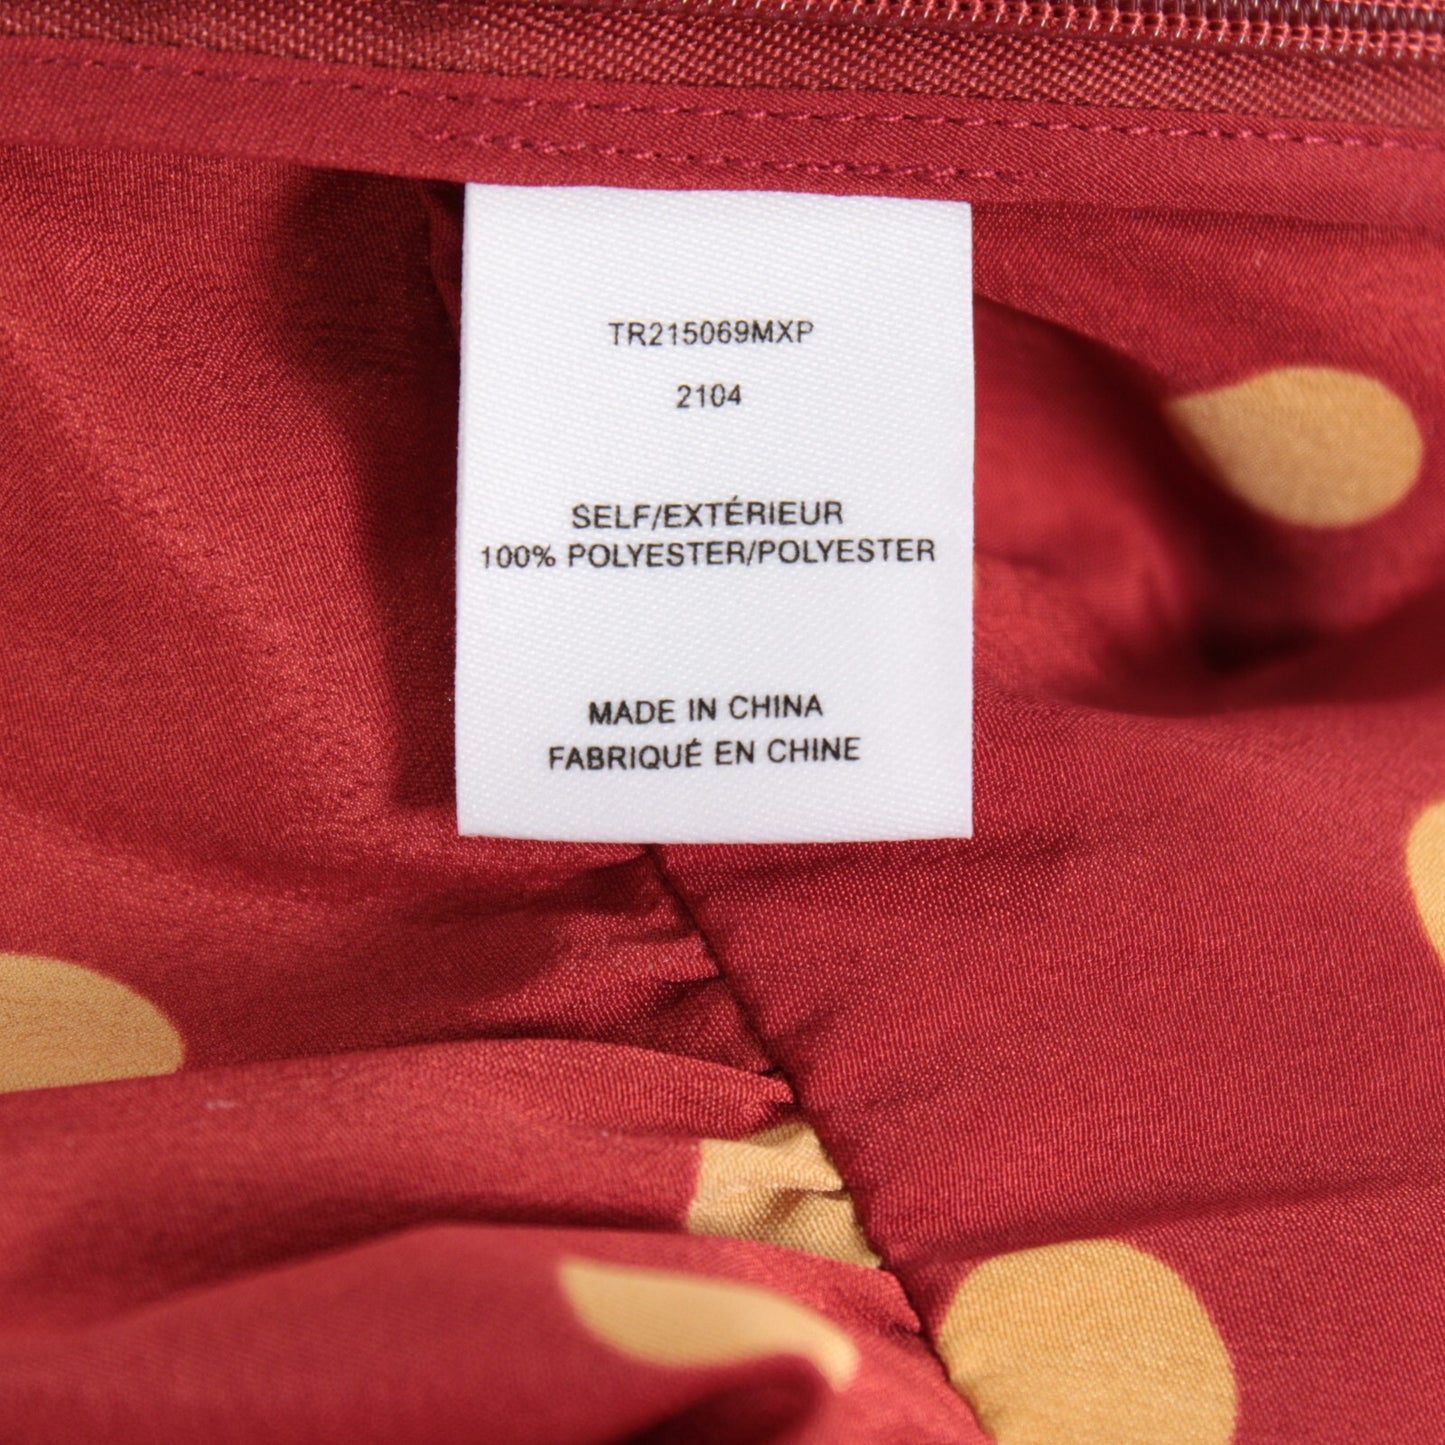 TR215069MXP
2104
SELF/EXTÉRIEUR
100% POLYESTER/POLYESTER
MADE IN CHINA
FABRIQUÉ EN CHINE